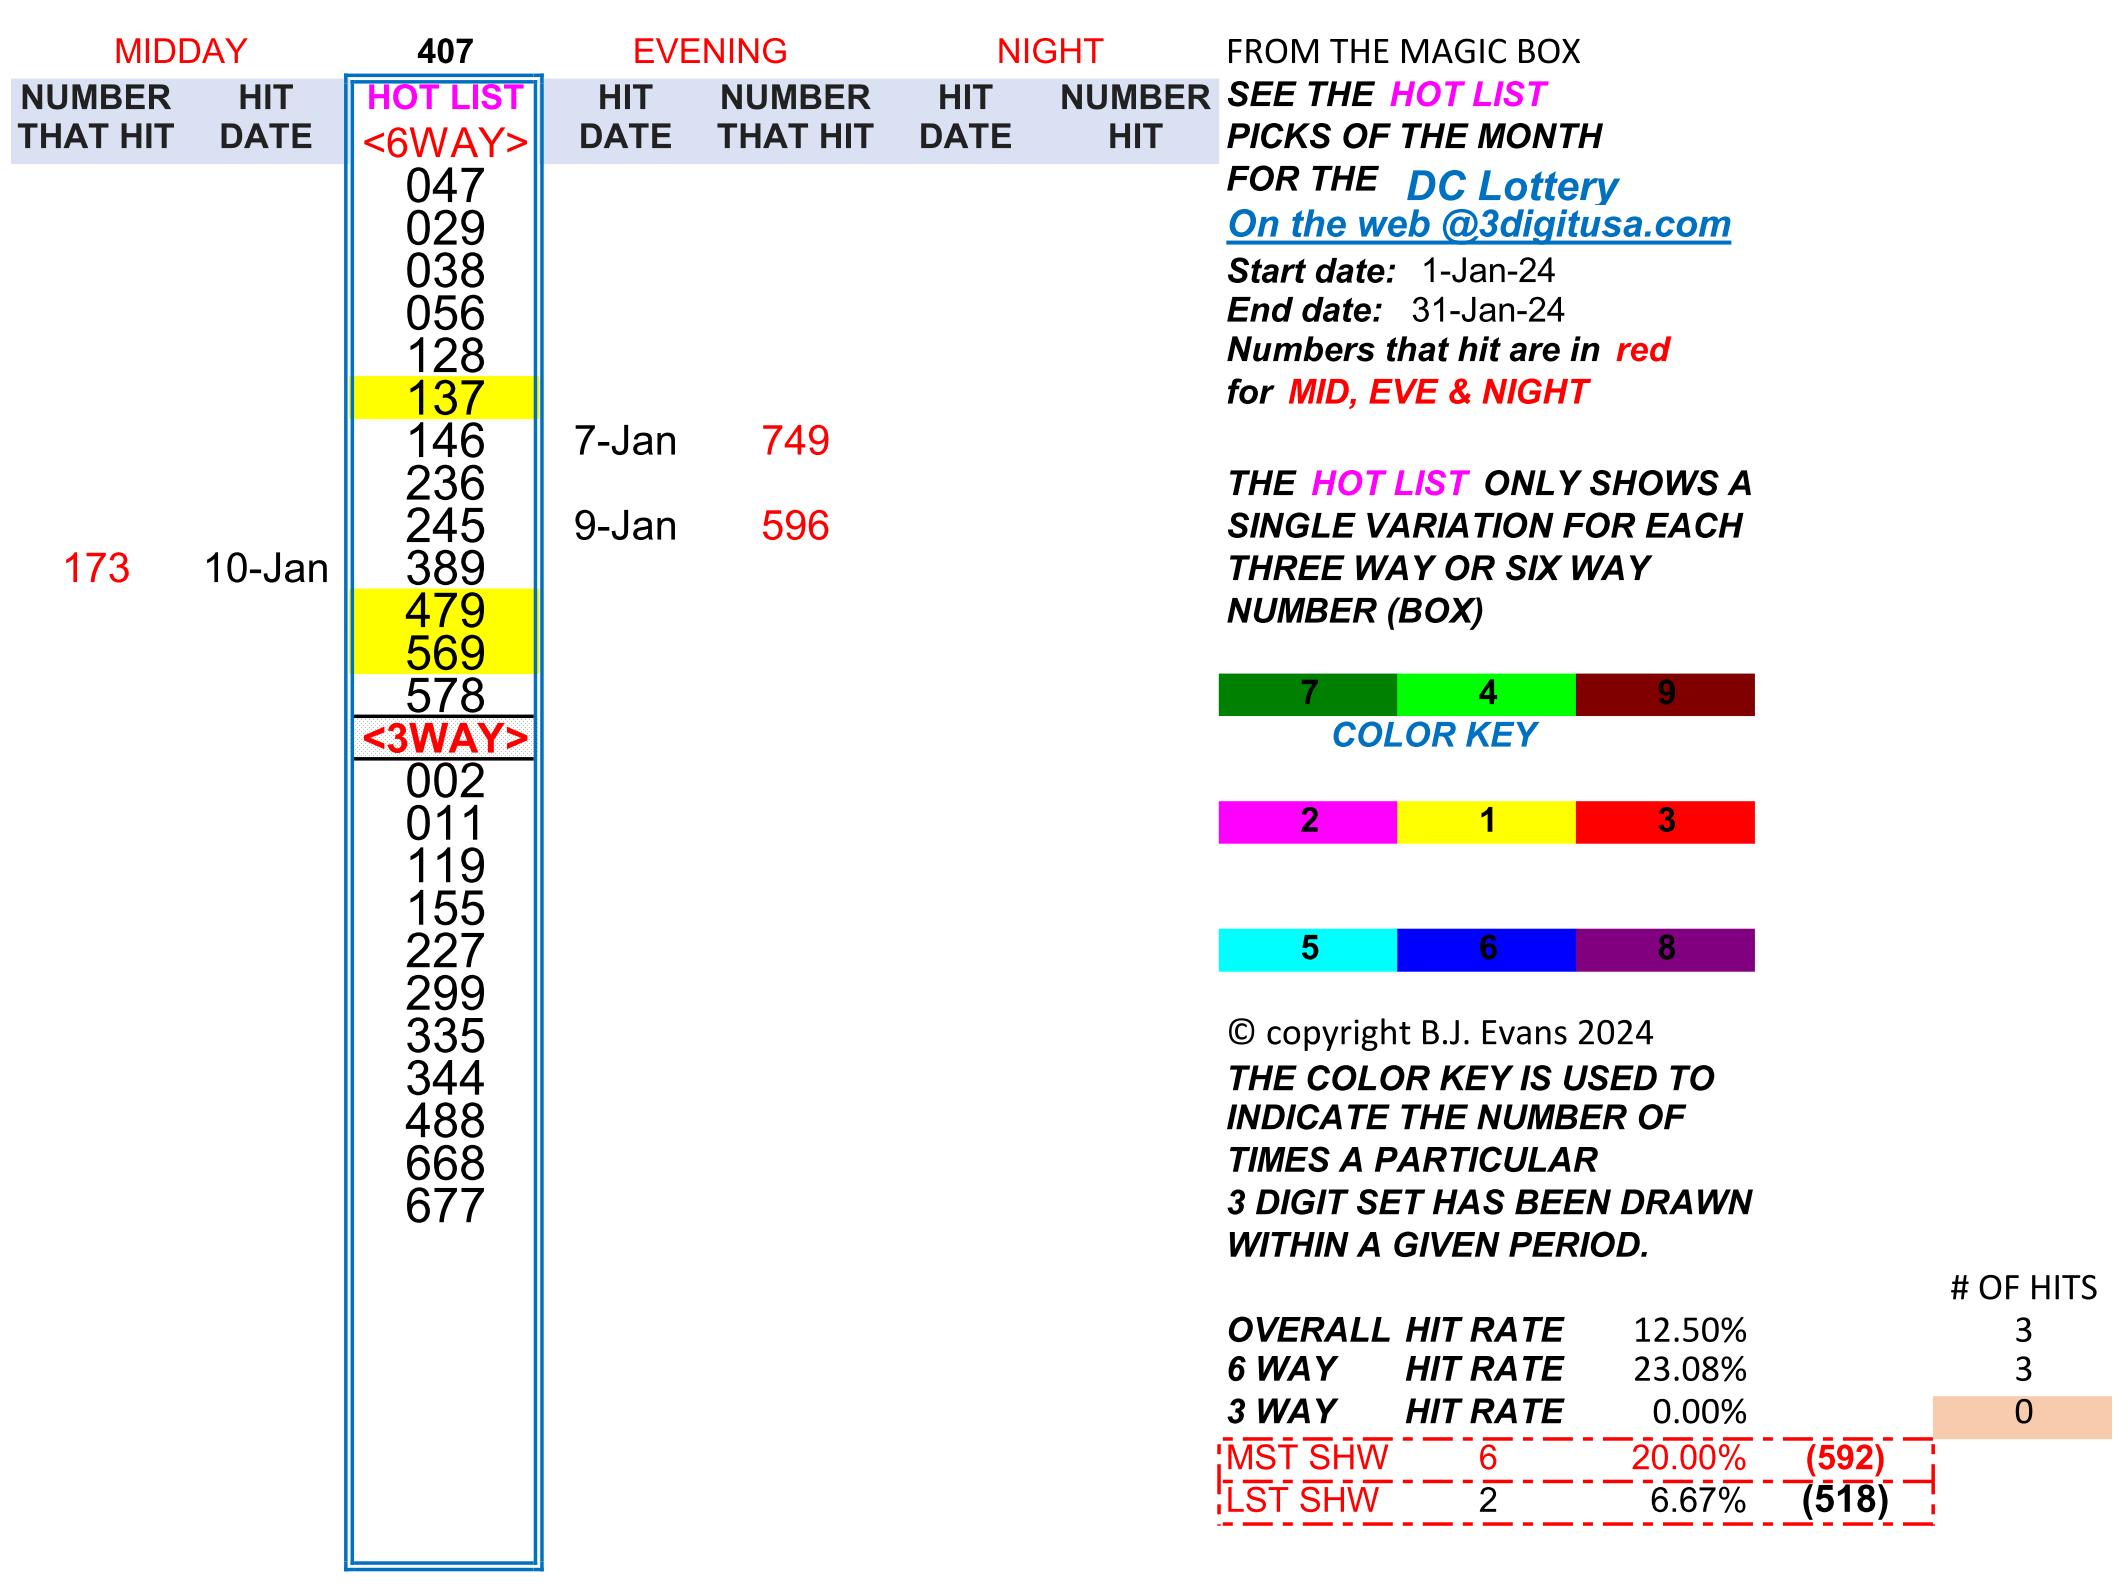 MIDDAY 407 EVENING NIGHT FROM THE MAGIC BOX
NUMBER HIT HOT LIST HIT NUMBER HIT NUMBER SEE THE HOT LIST
THAT HIT DATE <6WAY> DATE THAT HIT DATE HIT PICKS OF THE MONTH
047 FOR THE DC Lottery
029 On the web @3digitusa.com
038 Start date: 1-Jan-24
056 End date: 31-Jan-24
128 Numbers that hit are in red
137 for MID, EVE & NIGHT
146 7-Jan 749
236 THE HOT LIST ONLY SHOWS A
245 9-Jan 596 SINGLE VARIATION FOR EACH
173 10-Jan 389 THREE WAY OR SIX WAY
479 NUMBER (BOX)
569
578 7 4 9
<3WAY> COLOR KEY
002
011 2 1 3
119
155
227 5 6 8
299
335 © copyright B.J. Evans 2024
344 THE COLOR KEY IS USED TO
488 INDICATE THE NUMBER OF
668 TIMES A PARTICULAR
677 3 DIGIT SET HAS BEEN DRAWN
WITHIN A GIVEN PERIOD.
# OF HITS
OVERALL HIT RATE 12.50% 3
6 WAY HIT RATE 23.08% 3
3 WAY HIT RATE 0.00% 0
MST SHW 6 20.00% (592)
LST SHW 2 6.67% (518)